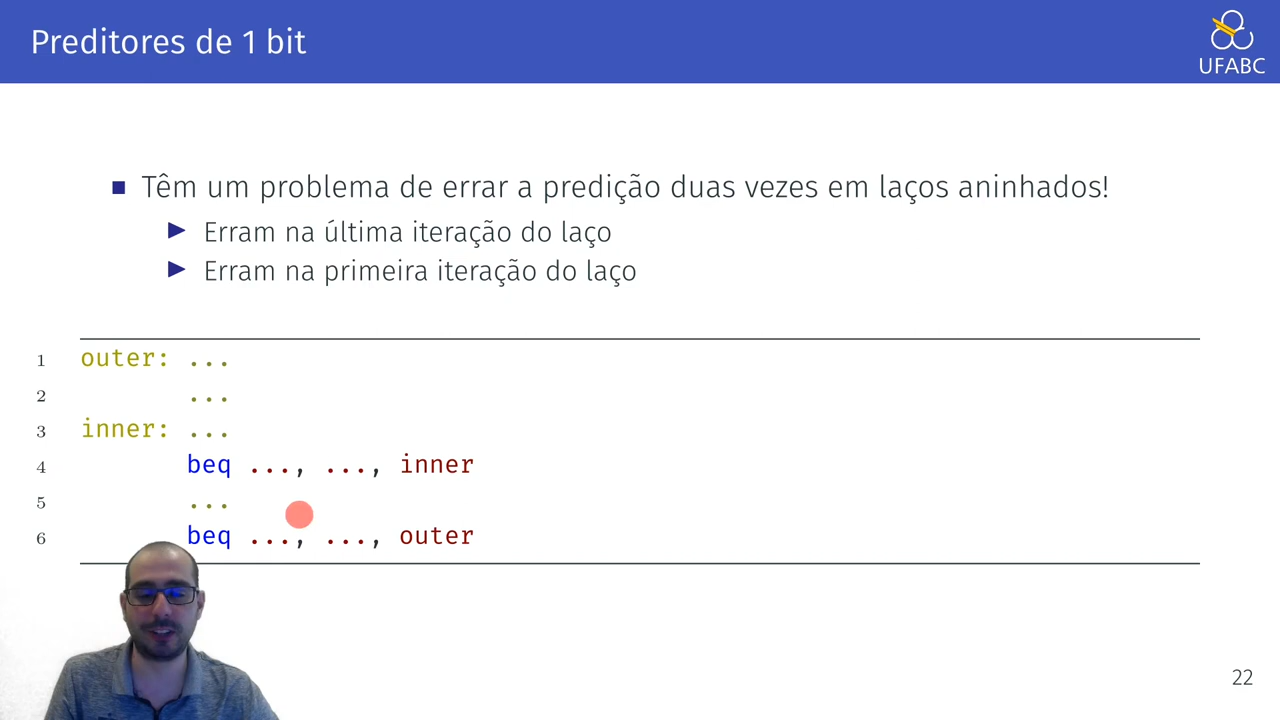 Preditores de 1 bit
UFABC
Têm um problema de errar a predição duas vezes em laços aninhados!
Erram na última iteração do laço
Erram na primeira iteração do laço
1 outer: ...
2 ...
3 inner: ...
4 beq ..., ..., inner
5 ...
6 beq ..., ..., outer
22